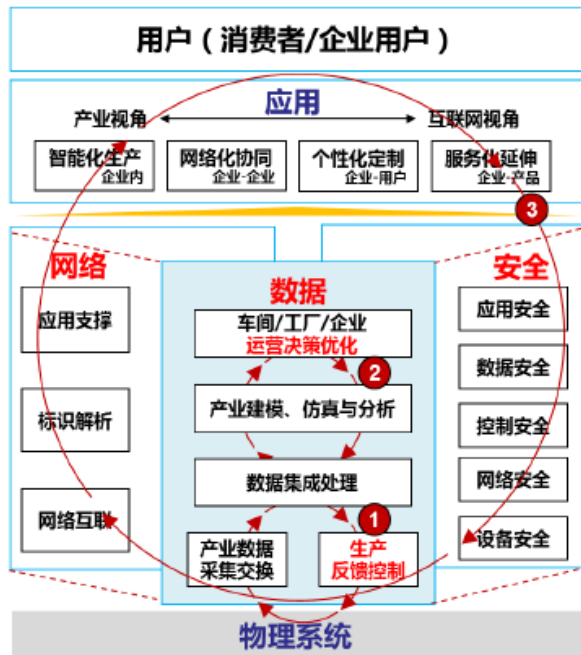 用户（消费者/企业用户）
应用
产业视角
互联网视角
智能化生产
企业内
网络化协同
企业-企业
个性化定制
企业-用户
服务化延伸
企业-产品
3
网络
应用支撑
标识解析
网络互联
数据
车间/工厂/企业
运营决策优化
2
产业建模、仿真与分析
数据集成处理
1
产业数据
采集交换
生产
反馈控制
安全
应用安全
数据安全
控制安全
网络安全
设备安全
物理系统